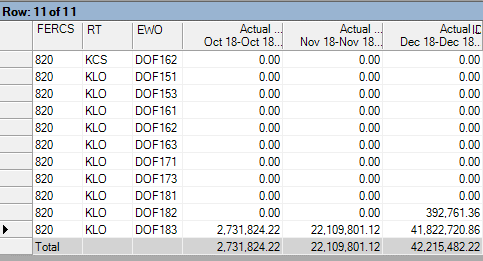 Row: 11 of 11
FERCS RT EWO Actual ... Actual ... Actual
Oct 18-Oct 18... Nov 18-Nov 18... Dec 18-Dec 18..
820 KCS DOF162 0.00 0.00 0.00
820 KLO DOF151 0.00 0.00 0.00
820 KLO DOF153 0.00 0.00 0.00
820 KLO DOF161 0.00 0.00 0.00
820 KLO DOF162 0.00 0.00 0.00
820 KLO DOF163 0.00 0.00 0.00
820 KLO DOF171 0.00 0.00 0.00
820 KLO DOF173 0.00 0.00 0.00
820 KLO DOF181 0.00 0.00 0.00
820 KLO DOF182 0.00 0.00 392,761.36
820 KLO DOF183 2,731,824.22 22,109,801.12 41,822,720.86
Total 2,731,824.22 22,109,801.12 42,215,482.22